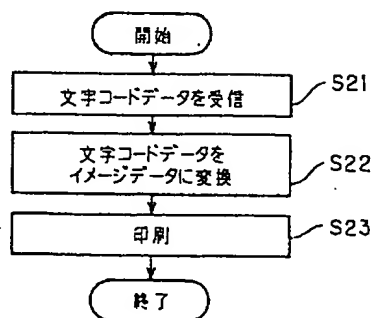 開始
文字コードデータを受信
S21
文字コードデータを
イメージデータに変換
S22
印刷
S23
終了